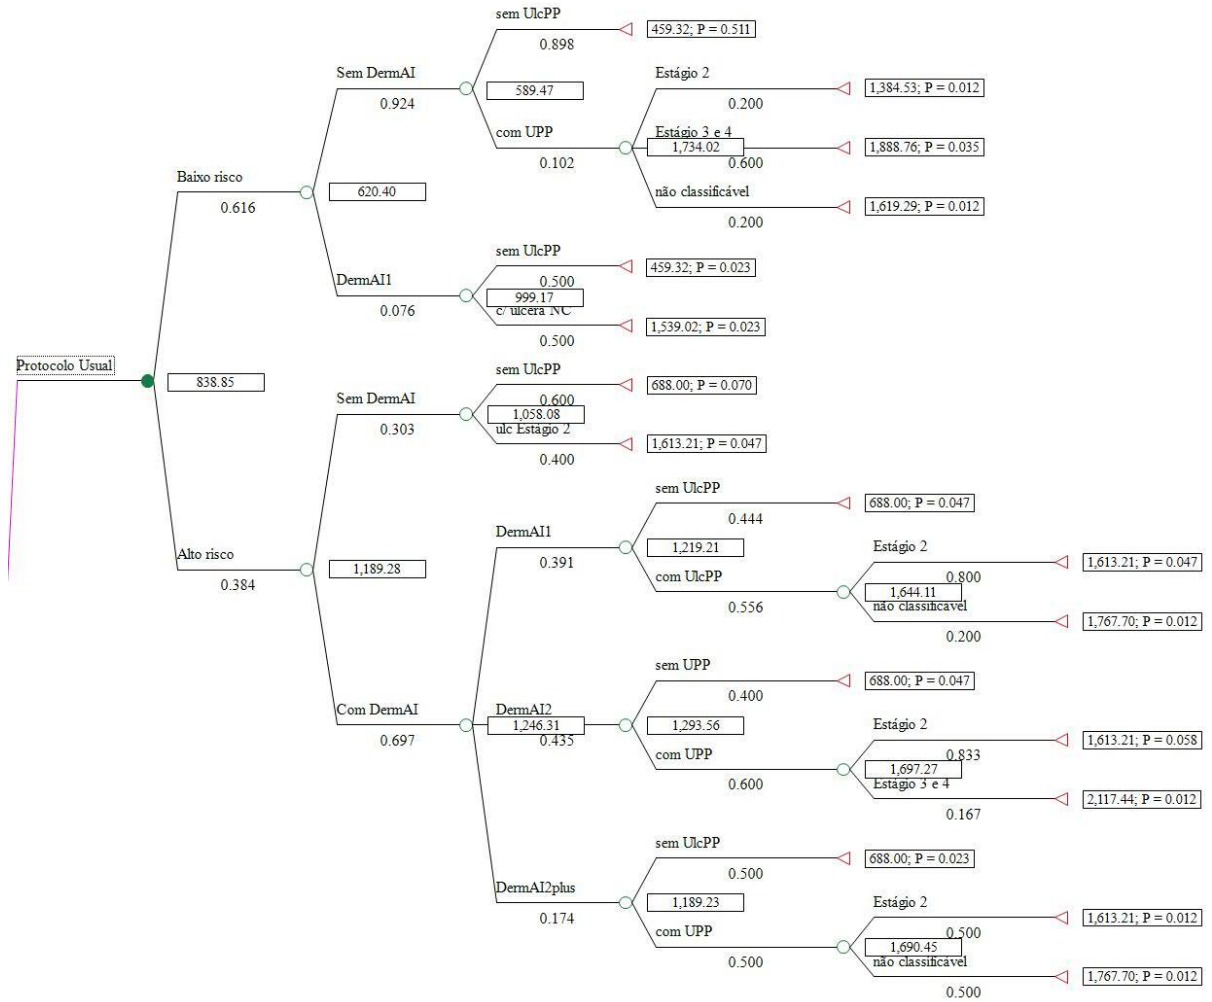 sem UlcPP
0.898
459.32; P = 0.511
Sem DermAI
0.924
589.47
Estágio 2
0.200
1,384.53; P = 0.012
com UPP
0.102
Estágio 3 e 4
1,734.02
0.600
1,888.76; P = 0.035
não classificável
0.200
1,619.29; P = 0.012
Baixo risco
0.616
620.40
sem UlcPP
0.500
459.32; P = 0.023
DermAI1
0.076
999.17
c/ ulcera NC
0.500
1,539.02; P = 0.023
Protocolo Usual
838.85
sem UlcPP
0.600
688.00; P = 0.070
Sem DermAI
0.303
1,058.08
ulc Estágio 2
0.400
1,613.21; P = 0.047
Alto risco
0.384
1,189.28
sem UlcPP
0.444
688.00; P = 0.047
DermAI1
0.391
1,219.21
com UlcPP
0.556
Estágio 2
0.800
1,613.21; P = 0.047
1,644.11
não classificável
0.200
1,767.70; P = 0.012
Com DermAI
0.697
1,246.31
sem UPP
0.400
688.00; P = 0.047
DermAI2
0.435
1,293.56
com UPP
0.600
Estágio 2
0.833
1,613.21; P = 0.058
1,697.27
Estágio 3 e 4
0.167
2,117.44; P = 0.012
sem UlcPP
0.500
688.00; P = 0.023
DermAI2plus
0.174
1,189.23
com UPP
0.500
Estágio 2
0.500
1,613.21; P = 0.012
1,690.45
não classificável
0.500
1,767.70; P = 0.012